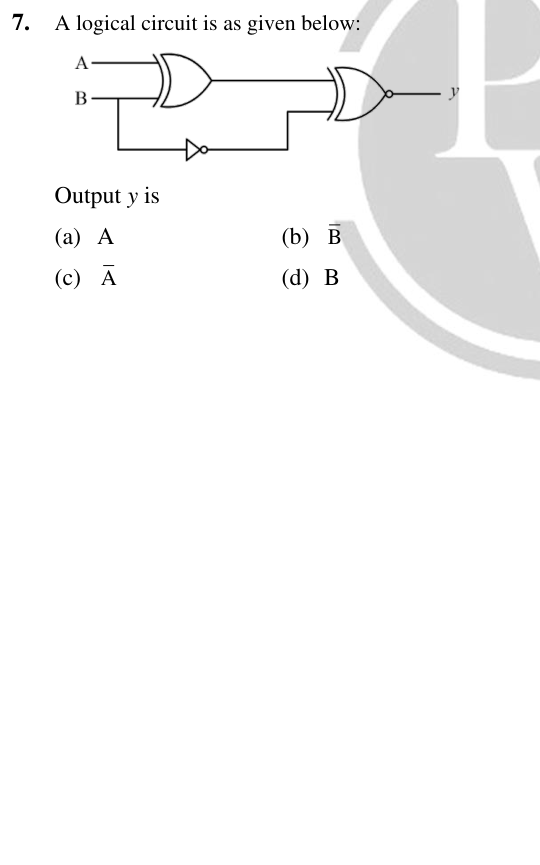 7. A logical circuit is as given below:
A
B
y
Output y is
(a) A (b) B̅
(c) A̅ (d) B